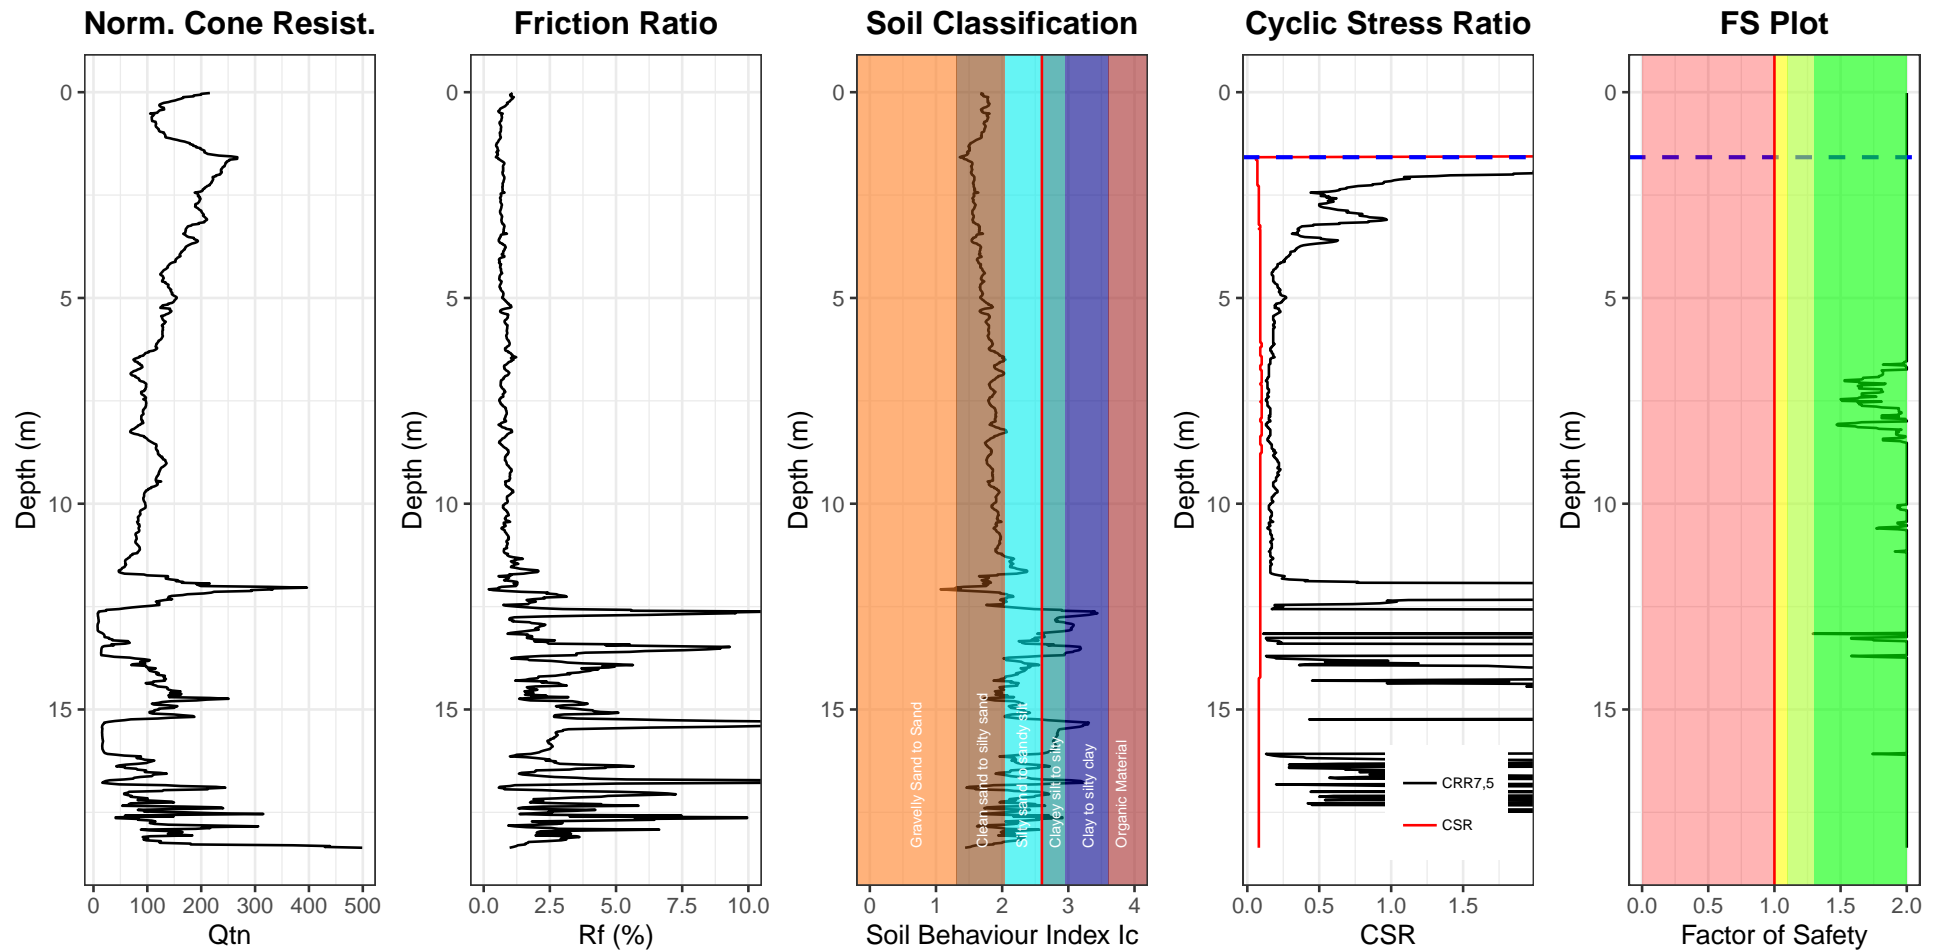 Norm. Cone Resist.
Friction Ratio
Soil Classification
Cyclic Stress Ratio
FS Plot
Depth (m)
0
5
10
15
0
100
200
300
400
500
Qtn
Depth (m)
0
5
10
15
0.0
2.5
5.0
7.5
10.0
Rf (%)
Depth (m)
0
5
10
15
Gravelly Sand to Sand
Clean sand to silty sand
Silty sand to sandy silt
Clayey silt to silty
Clay to silty clay
Organic Material
0
1
2
3
4
Soil Behaviour Index Ic
Depth (m)
0
5
10
15
CRR7,5
CSR
0.0
0.5
1.0
1.5
CSR
Depth (m)
0
5
10
15
0.0
0.5
1.0
1.5
2.0
Factor of Safety